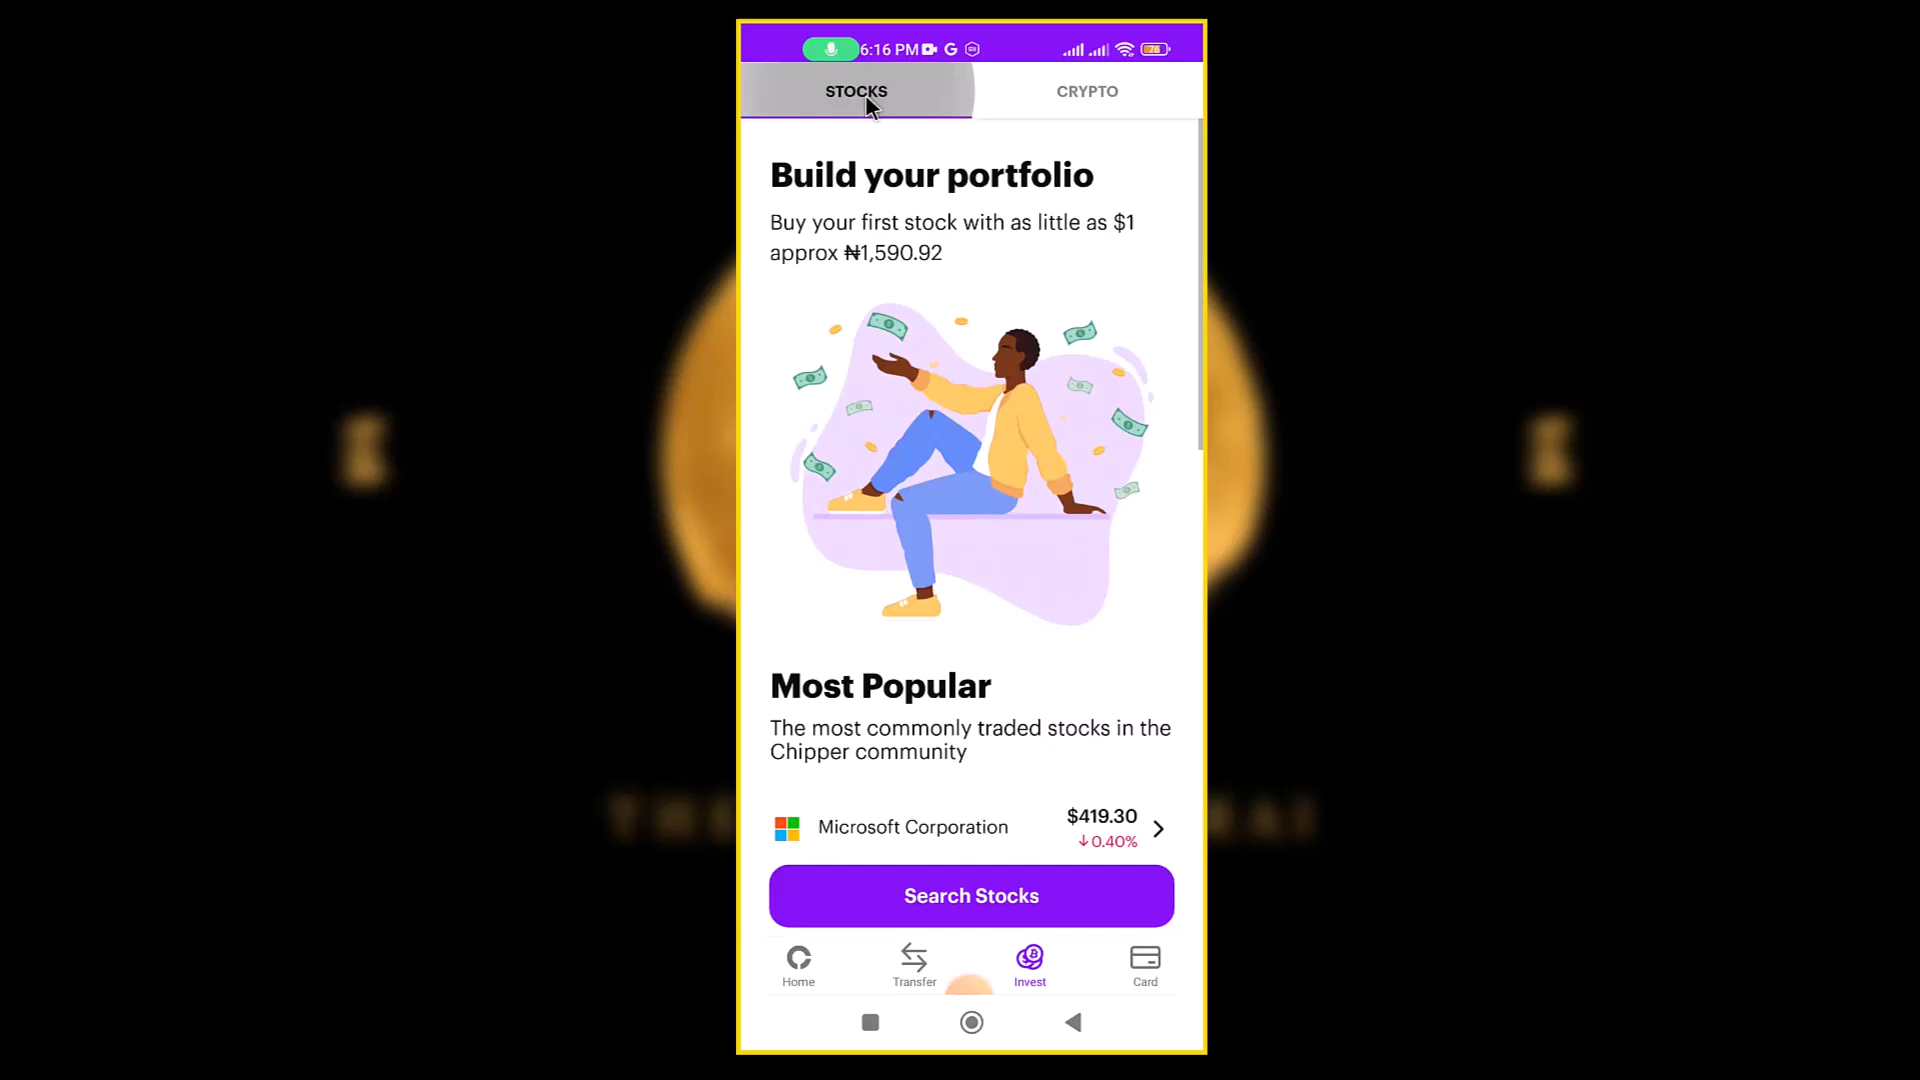 6:16 PM
76
STOCKS
CRYPTO
Build your portfolio
Buy your first stock with as little as $1
approx ₦1,590.92
Most Popular
The most commonly traded stocks in the
Chipper community
Microsoft Corporation
$419.30
↓0.40%
Search Stocks
Home
Transfer
Invest
Card